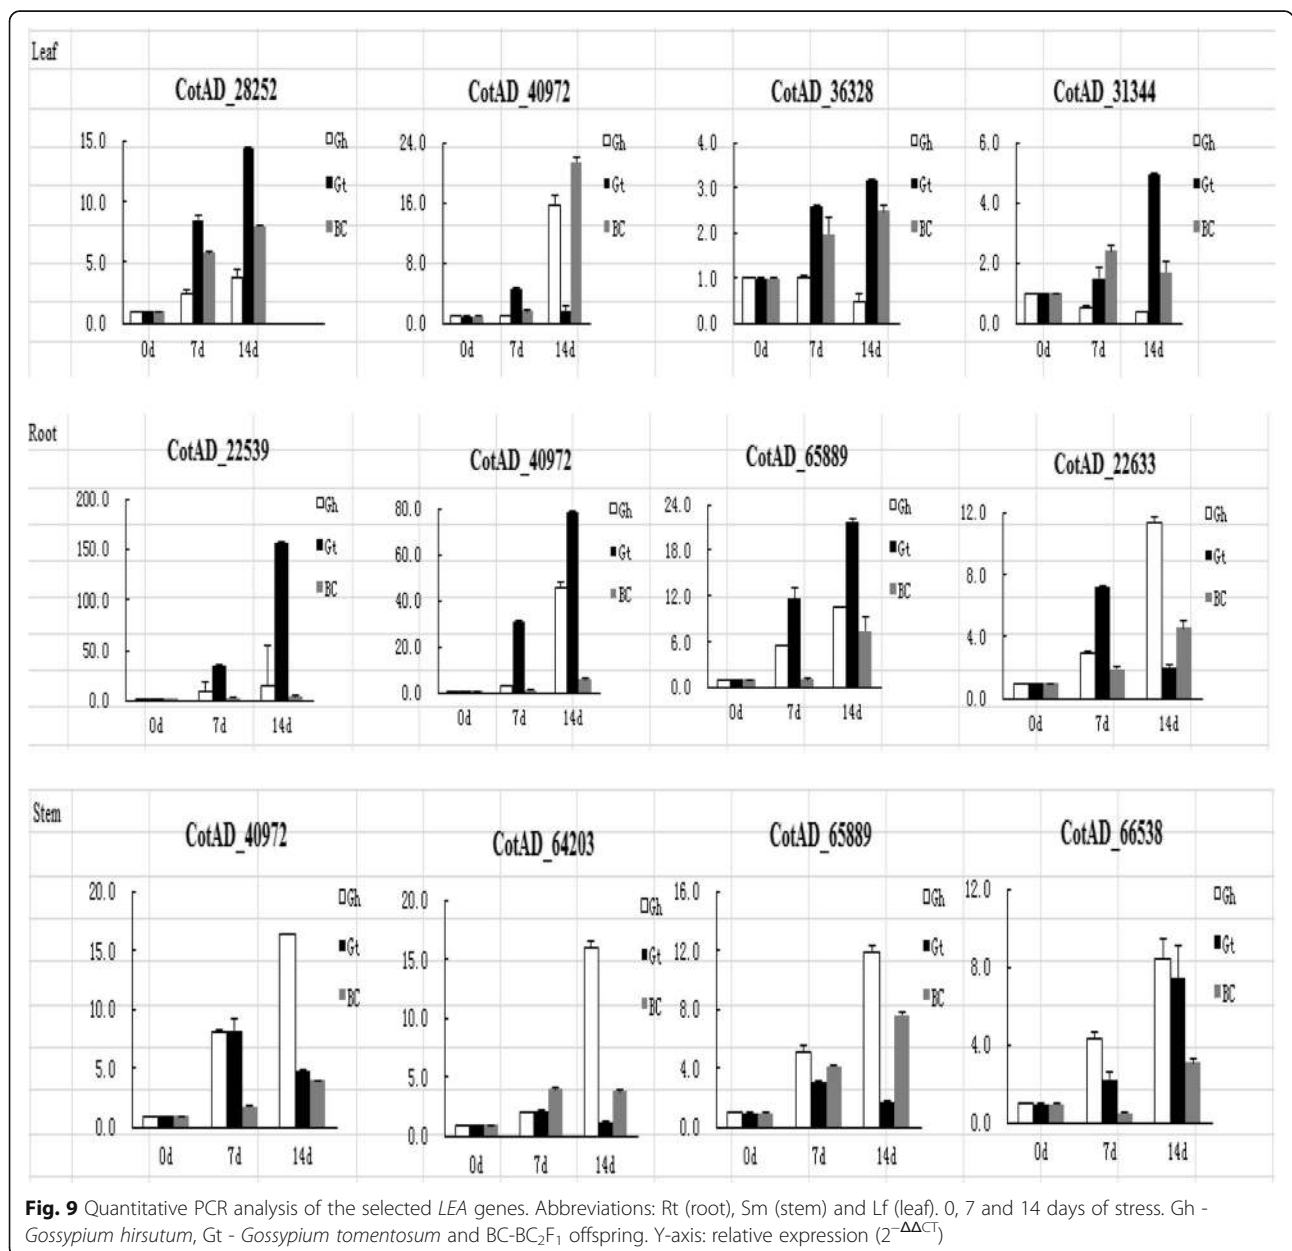 Leaf
CotAD_28252
CotAD_40972
CotAD_36328
CotAD_31344
15.0
10.0
5.0
0.0
0d 7d 14d
Gh
Gt
BC
24.0
16.0
8.0
0.0
0d 7d 14d
Gh
Gt
BC
4.0
3.0
2.0
1.0
0.0
0d 7d 14d
Gh
Gt
BC
6.0
4.0
2.0
0.0
0d 7d 14d
Gh
Gt
BC
Root
CotAD_22539
CotAD_40972
CotAD_65889
CotAD_22633
200.0
150.0
100.0
50.0
0.0
0d 7d 14d
Gh
Gt
BC
80.0
60.0
40.0
20.0
0.0
0d 7d 14d
Gh
Gt
BC
24.0
18.0
12.0
6.0
0.0
0d 7d 14d
Gh
Gt
BC
12.0
8.0
4.0
0.0
0d 7d 14d
Gh
Gt
BC
Stem
CotAD_40972
CotAD_64203
CotAD_65889
CotAD_66538
20.0
15.0
10.0
5.0
0.0
0d 7d 14d
Gh
Gt
BC
20.0
15.0
10.0
5.0
0.0
0d 7d 14d
Gh
Gt
BC
16.0
12.0
8.0
4.0
0.0
0d 7d 14d
Gh
Gt
BC
12.0
8.0
4.0
0.0
0d 7d 14d
Gh
Gt
BC
Fig. 9 Quantitative PCR analysis of the selected LEA genes. Abbreviations: Rt (root), Sm (stem) and Lf (leaf). 0, 7 and 14 days of stress. Gh -
Gossypium hirsutum, Gt - Gossypium tomentosum and BC-BC₂F₁ offspring. Y-axis: relative expression (2⁻ΔΔCT)